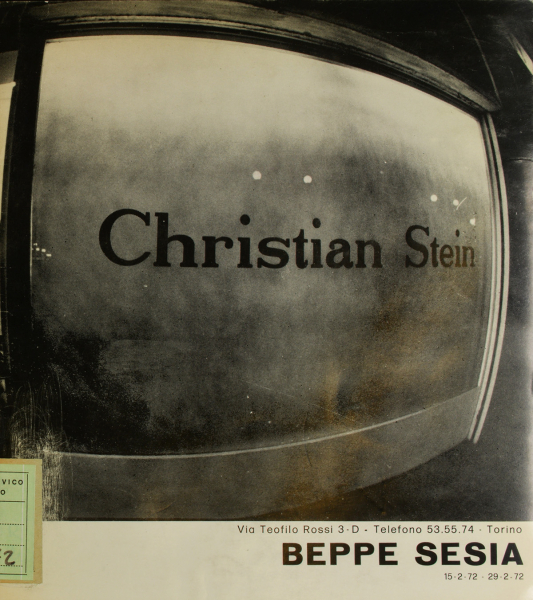 Christian Stein
VICO
O
2
Via Teofilo Rossi 3-D - Telefono 53.55.74 - Torino
BEPPE SESIA
15-2-72 - 29-2-72